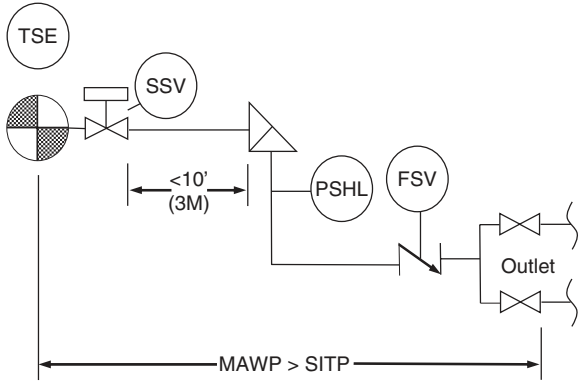 TSE
SSV
<10'
(3M)
PSHL
FSV
Outlet
MAWP > SITP